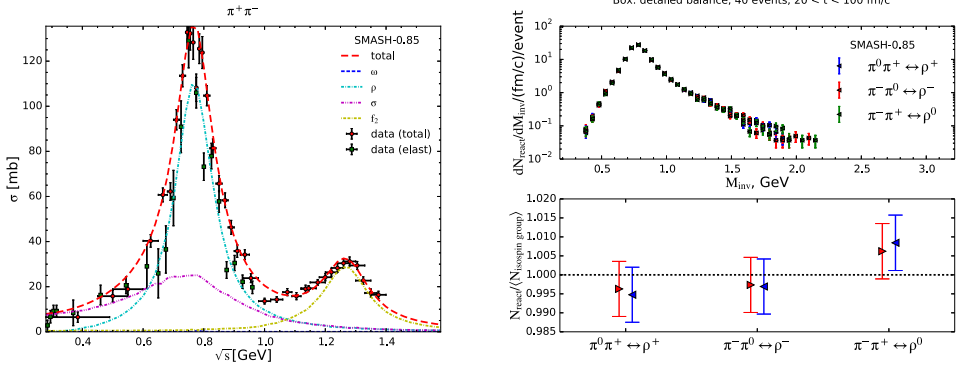 π⁺π⁻
SMASH-0.85
total
ω
ρ
σ
f₂
data (total)
data (elast)
σ [mb]
120
100
80
60
40
20
0
0.4
0.6
0.8
1.0
1.2
1.4
√s[GeV]
Box: detailed balance, 40 events, 20 < t < 100 fm/c
SMASH-0.85
π⁰π⁺↔ρ⁺
π⁻π⁰↔ρ⁻
π⁻π⁺↔ρ⁰
dN_react/dM_inv/(fm/c)/event
10²
10¹
10⁰
10⁻¹
10⁻²
0.5
1.0
1.5
2.0
2.5
3.0
M_inv, GeV
N_react/⟨N_isospin group⟩
1.020
1.015
1.010
1.005
1.000
0.995
0.990
0.985
π⁰π⁺↔ρ⁺
π⁻π⁰↔ρ⁻
π⁻π⁺↔ρ⁰